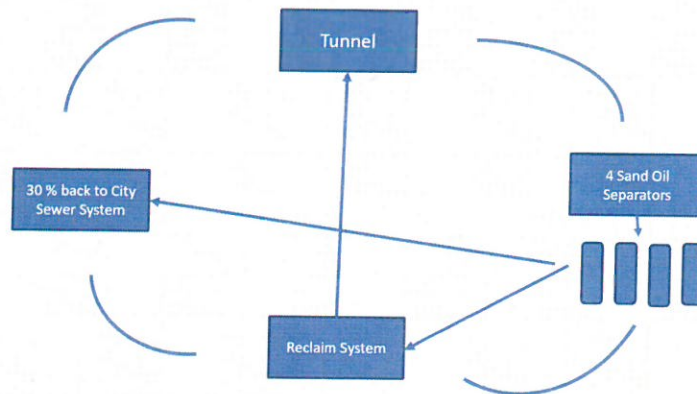 Tunnel
30 % back to City
Sewer System
4 Sand Oil
Separators
Reclaim System